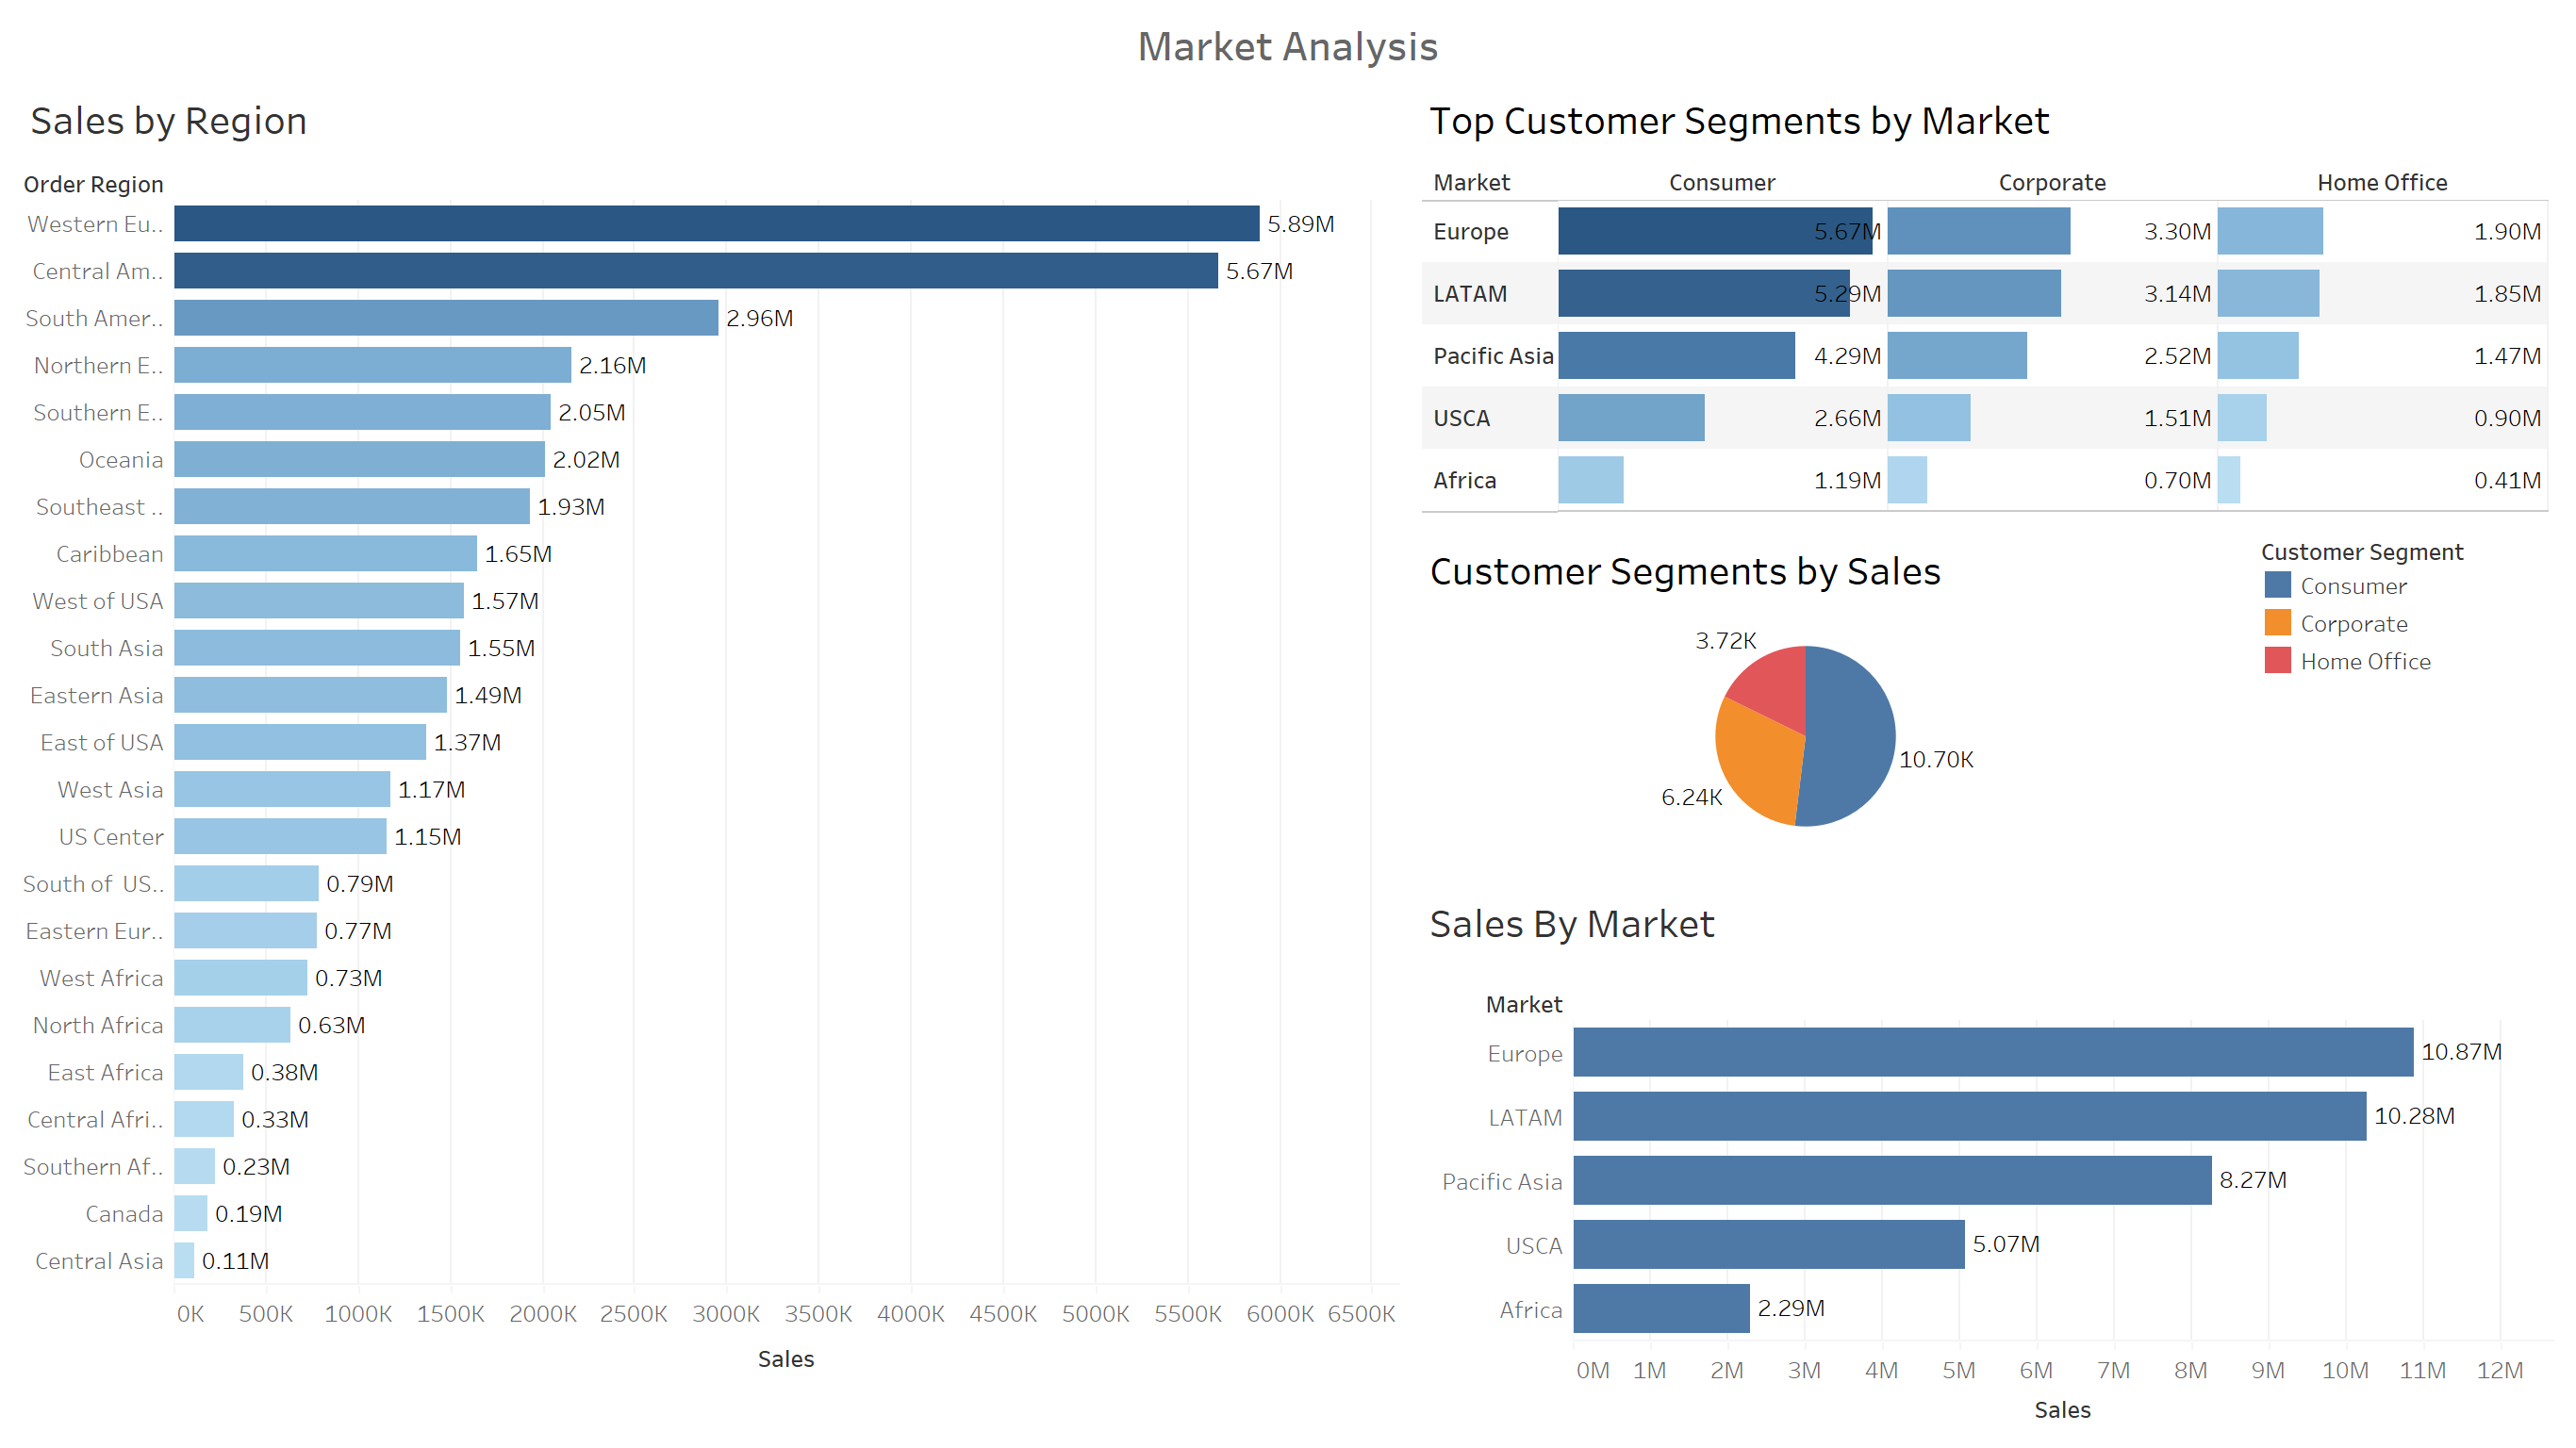 Market Analysis
Sales by Region
Order Region
Western Eu.. 5.89M
Central Am.. 5.67M
South Amer.. 2.96M
Northern E.. 2.16M
Southern E.. 2.05M
Oceania 2.02M
Southeast .. 1.93M
Caribbean 1.65M
West of USA 1.57M
South Asia 1.55M
Eastern Asia 1.49M
East of USA 1.37M
West Asia 1.17M
US Center 1.15M
South of  US.. 0.79M
Eastern Eur.. 0.77M
West Africa 0.73M
North Africa 0.63M
East Africa 0.38M
Central Afri.. 0.33M
Southern Af.. 0.23M
Canada 0.19M
Central Asia 0.11M
0K 500K 1000K 1500K 2000K 2500K 3000K 3500K 4000K 4500K 5000K 5500K 6000K 6500K
Sales
Top Customer Segments by Market
Market Consumer Corporate Home Office
Europe 5.67M 3.30M 1.90M
LATAM 5.29M 3.14M 1.85M
Pacific Asia 4.29M 2.52M 1.47M
USCA 2.66M 1.51M 0.90M
Africa 1.19M 0.70M 0.41M
Customer Segments by Sales
3.72K
10.70K
6.24K
Customer Segment
Consumer
Corporate
Home Office
Sales By Market
Market
Europe 10.87M
LATAM 10.28M
Pacific Asia 8.27M
USCA 5.07M
Africa 2.29M
0M 1M 2M 3M 4M 5M 6M 7M 8M 9M 10M 11M 12M
Sales